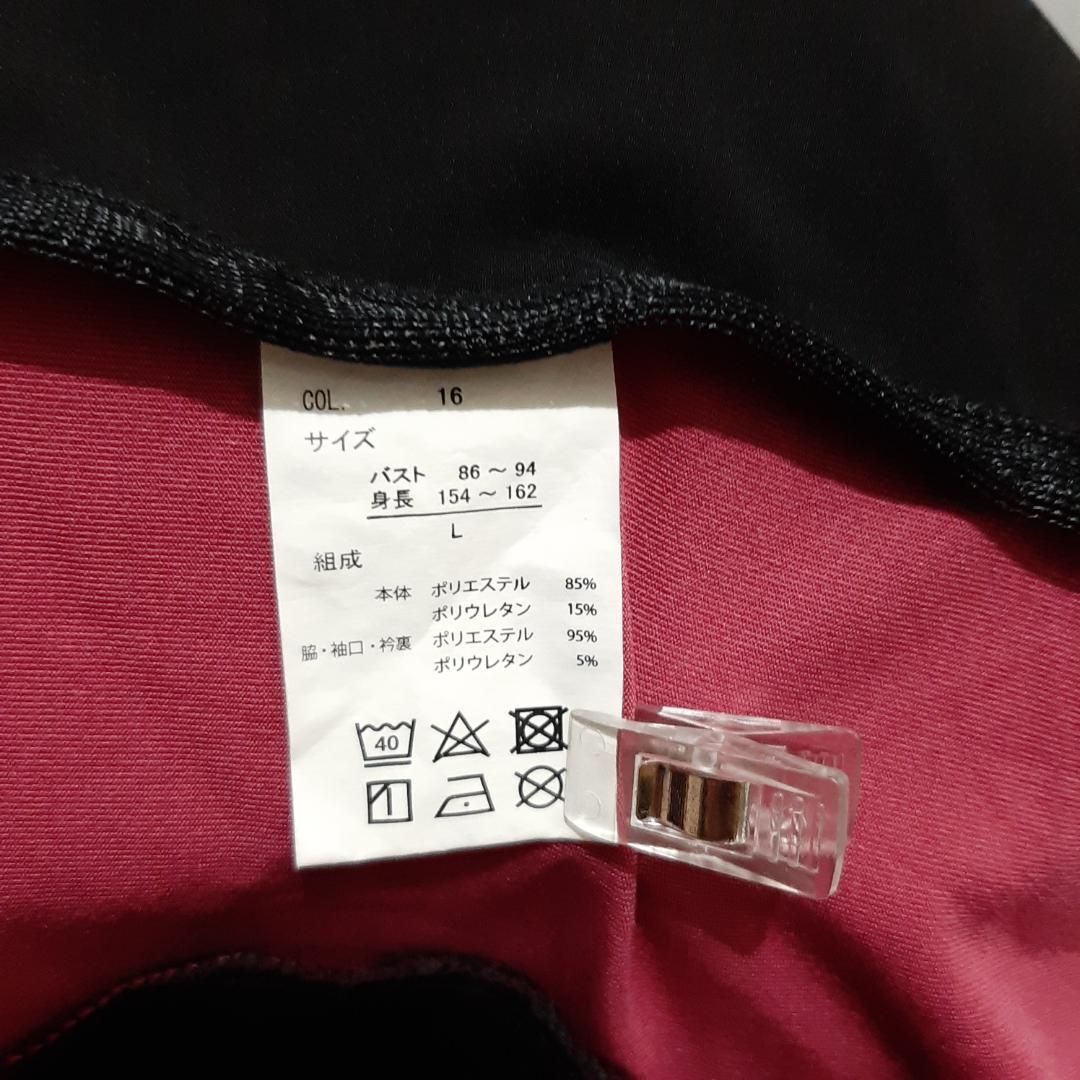 COL. 16
サイズ
バスト 86 ～ 94
身長 154 ～ 162
L
組成
本体 ポリエステル 85%
ポリウレタン 15%
脇・袖口・衿裏 ポリエステル 95%
ポリウレタン 5%
40